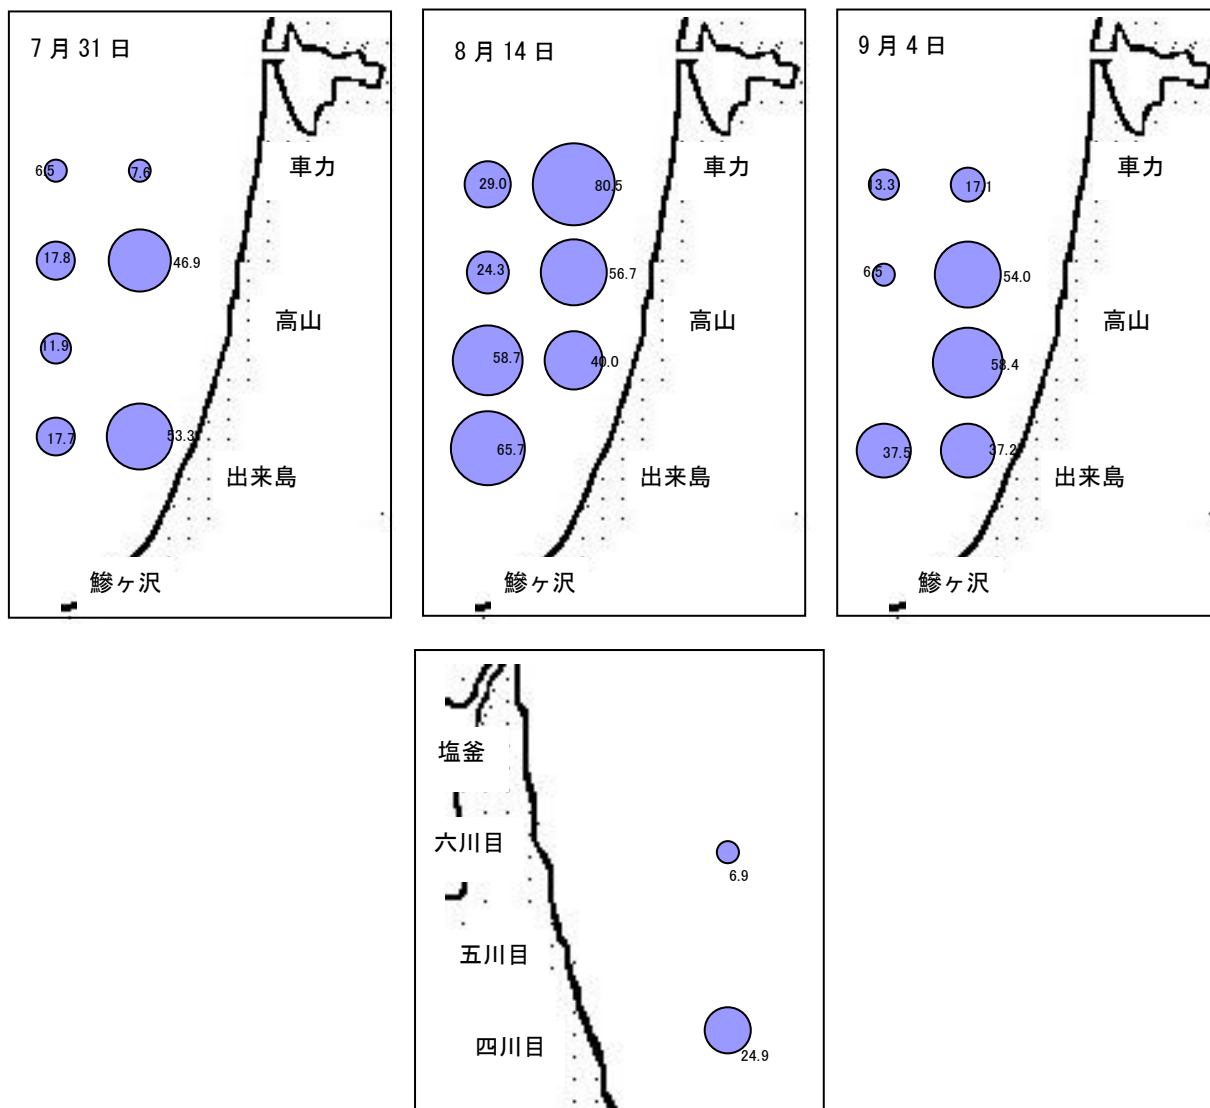 7月31日
6.5
7.6
車力
17.8
46.9
高山
11.9
17.7
53.3
出来島
鰺ヶ沢
8月14日
29.0
80.5
車力
24.3
56.7
高山
58.7
40.0
65.7
出来島
鰺ヶ沢
9月4日
13.3
17.1
車力
6.5
54.0
高山
58.4
37.5
37.2
出来島
鰺ヶ沢
塩釜
六川目
6.9
五川目
四川目
24.9